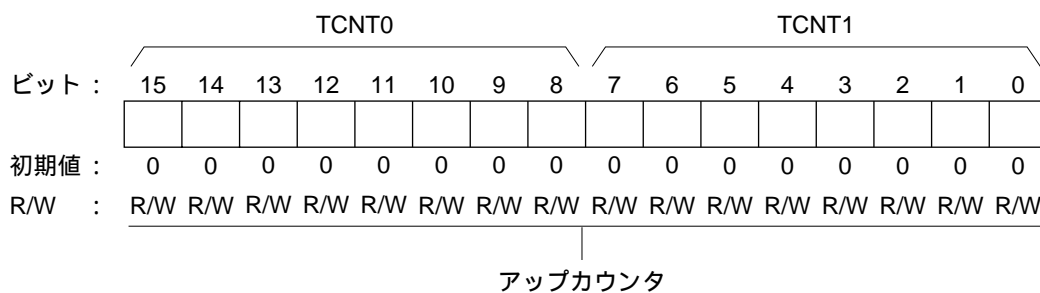 TCNT0 TCNT1
ビット : 15 14 13 12 11 10 9 8 7 6 5 4 3 2 1 0
初期値 : 0 0 0 0 0 0 0 0 0 0 0 0 0 0 0 0
R/W : R/W R/W R/W R/W R/W R/W R/W R/W R/W R/W R/W R/W R/W R/W R/W R/W
アップカウンタ